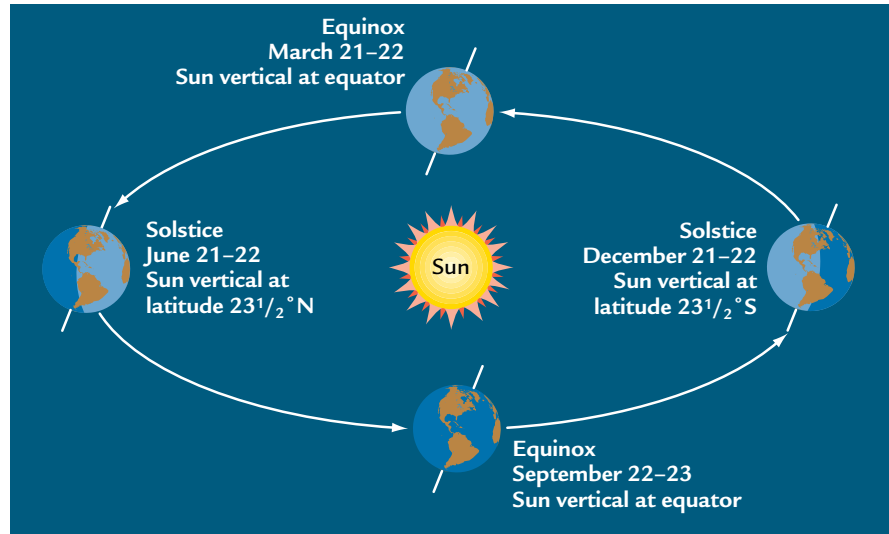 Equinox
March 21–22
Sun vertical at equator
Solstice
June 21–22
Sun vertical at
latitude 23¹/₂°N
Sun
Solstice
December 21–22
Sun vertical at
latitude 23¹/₂°S
Equinox
September 22–23
Sun vertical at equator